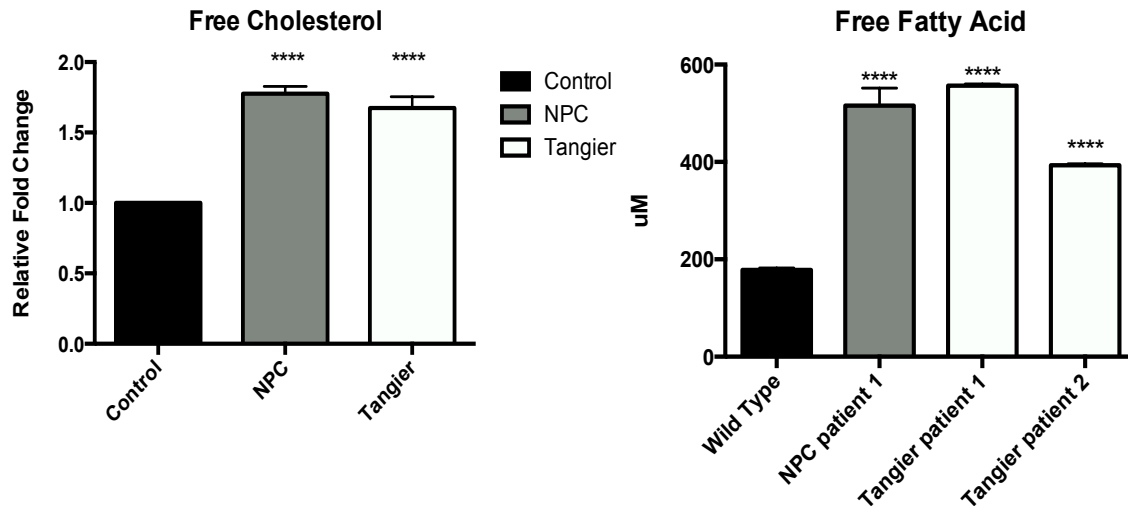 Free Cholesterol
**** ****
2.0
1.5
1.0
0.5
0.0
Relative Fold Change
Control
NPC
Tangier
Control
NPC
Tangier
Free Fatty Acid
**** **** ****
600
400
200
0
uM
Wild Type
NPC patient 1
Tangier patient 1
Tangier patient 2